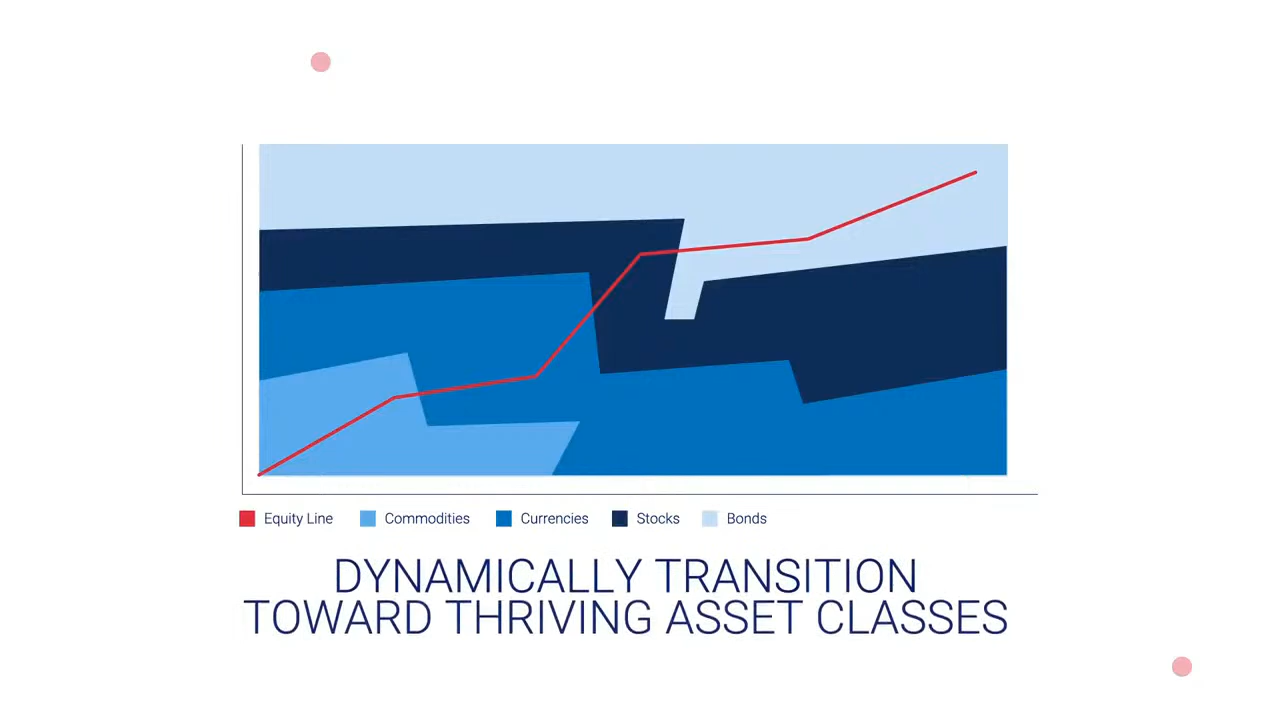 Equity Line Commodities Currencies Stocks Bonds
DYNAMICALLY TRANSITION
TOWARD THRIVING ASSET CLASSES